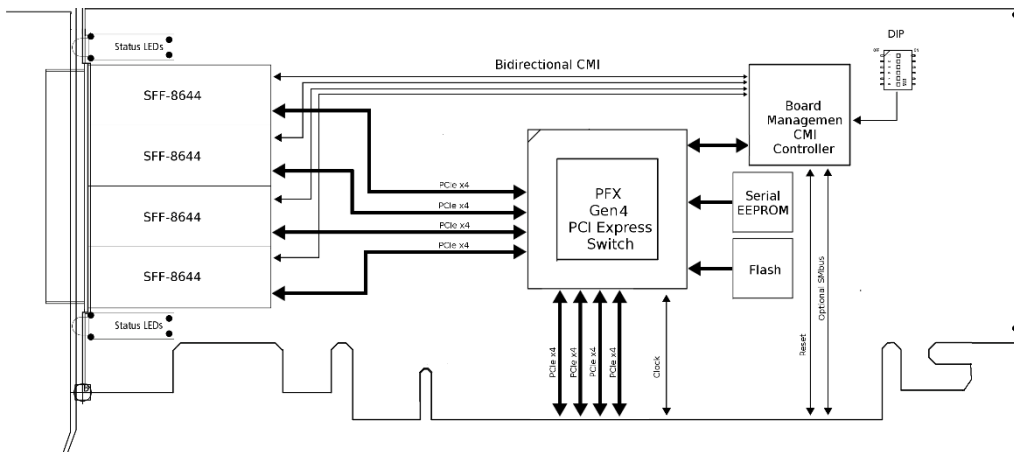 Status LEDs
SFF-8644
SFF-8644
SFF-8644
SFF-8644
Status LEDs
Bidirectional CMI
PCIe x4
PCIe x4
PCIe x4
PCIe x4
PFX
Gen4
PCI Express
Switch
Board
Managemen
CMI
Controller
DIP
Serial
EEPROM
Flash
PCIe x4
PCIe x4
PCIe x4
PCIe x4
Clock
Reset
Optional SMbus